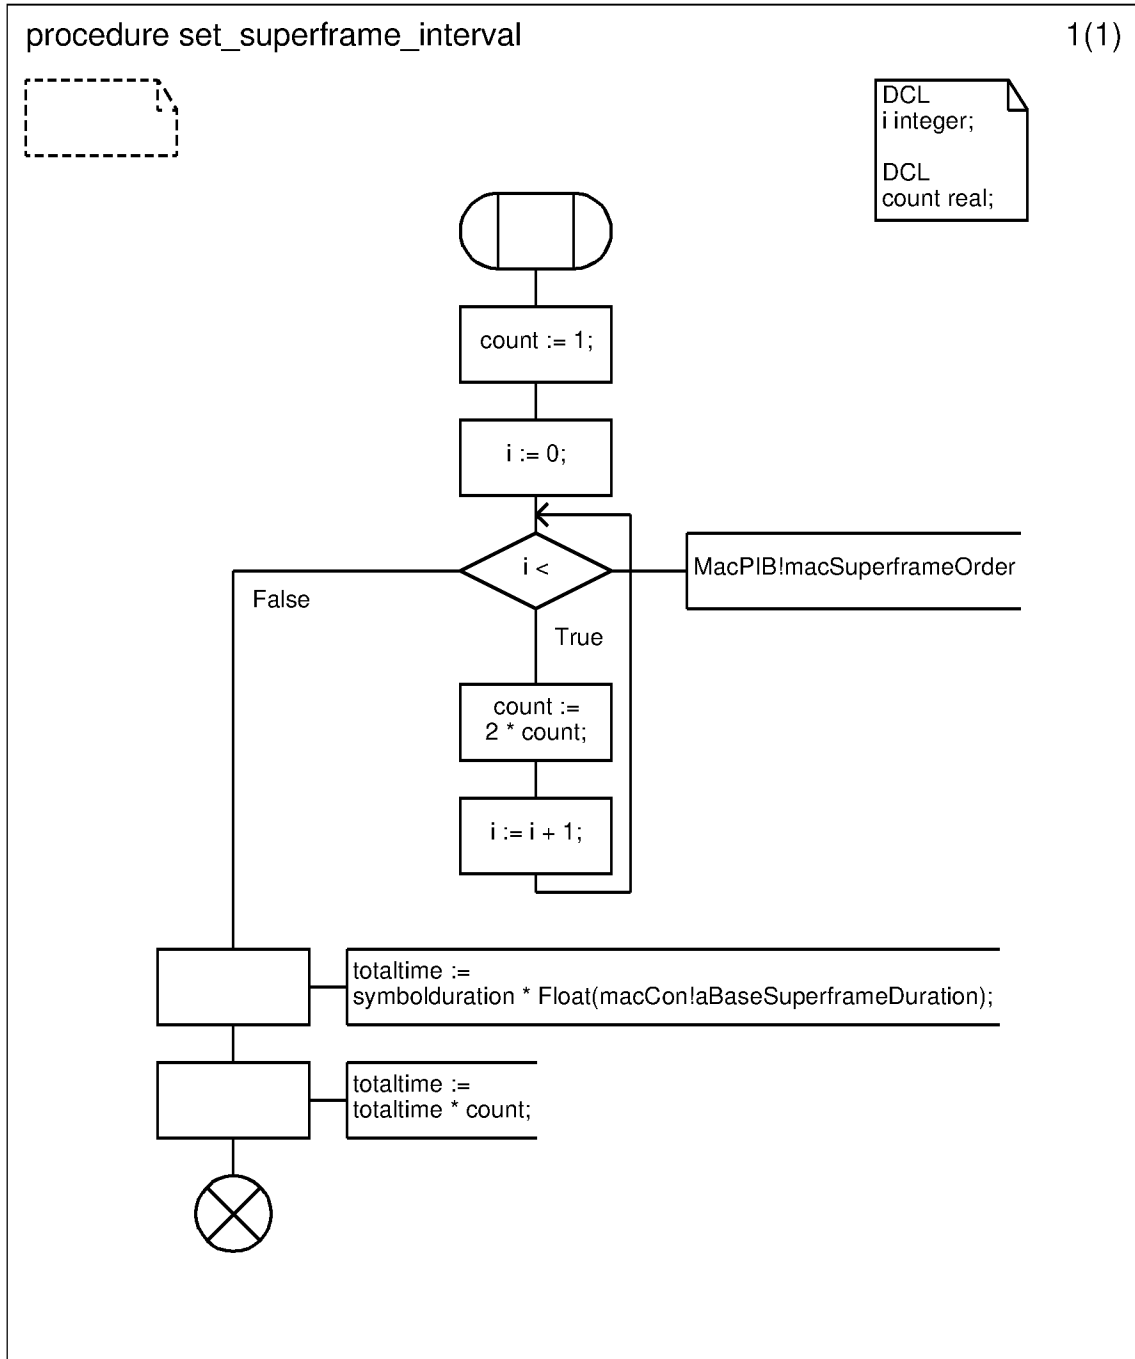 procedure set_superframe_interval
1(1)
DCL
i integer;
DCL
count real;
count := 1;
i := 0;
i <
MacPIB!macSuperframeOrder
False
True
count :=
2 * count;
i := i + 1;
totaltime :=
symbolduration * Float(macCon!aBaseSuperframeDuration);
totaltime :=
totaltime * count;